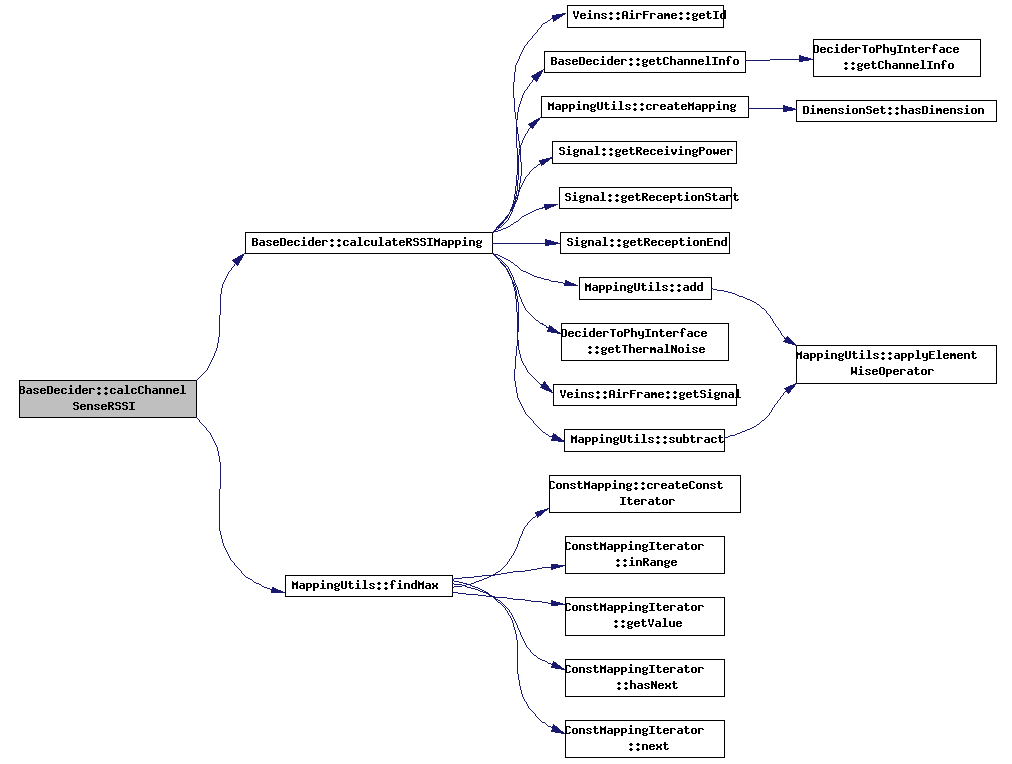 Veins::AirFrame::getId
BaseDecider::getChannelInfo
DeciderToPhyInterface
::getChannelInfo
MappingUtils::createMapping
DimensionSet::hasDimension
Signal::getReceivingPower
Signal::getReceptionStart
BaseDecider::calculateRSSIMapping
Signal::getReceptionEnd
MappingUtils::add
DeciderToPhyInterface
::getThermalNoise
MappingUtils::applyElement
WiseOperator
BaseDecider::calcChannel
SenseRSSI
Veins::AirFrame::getSignal
MappingUtils::subtract
ConstMapping::createConst
Iterator
ConstMappingIterator
::inRange
MappingUtils::findMax
ConstMappingIterator
::getValue
ConstMappingIterator
::hasNext
ConstMappingIterator
::next